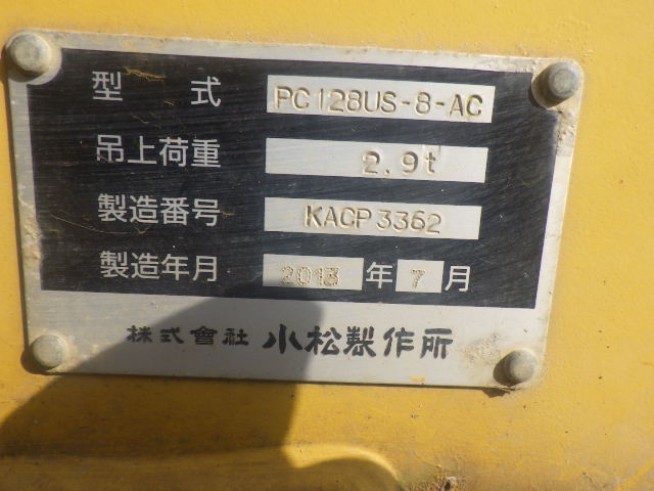 型 式 PC128US-8-AC
吊上荷重 2.9t
製造番号 KACP3362
製造年月 2013 年 7 月
株式會社 小松製作所